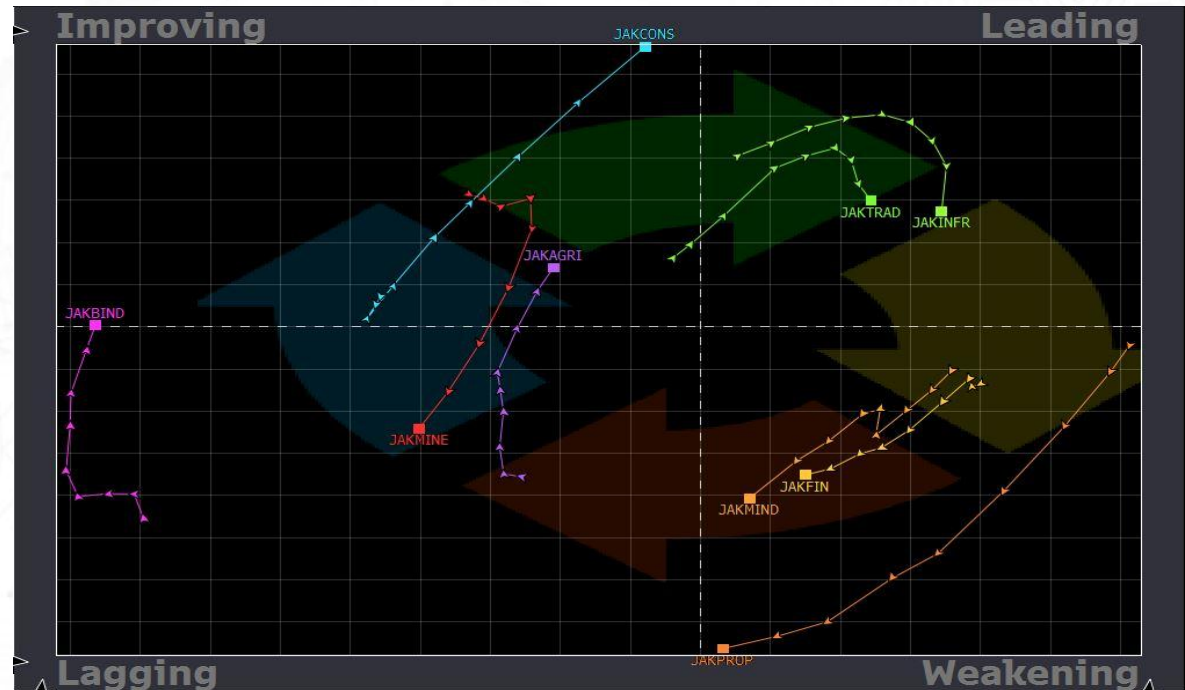 Improving
Leading
JAKCONS
JAKTRAD
JAKINFR
JAKAGRI
JAKBIND
JAKMINE
JAKFIN
JAKMIND
JAKPROP
Lagging
Weakening